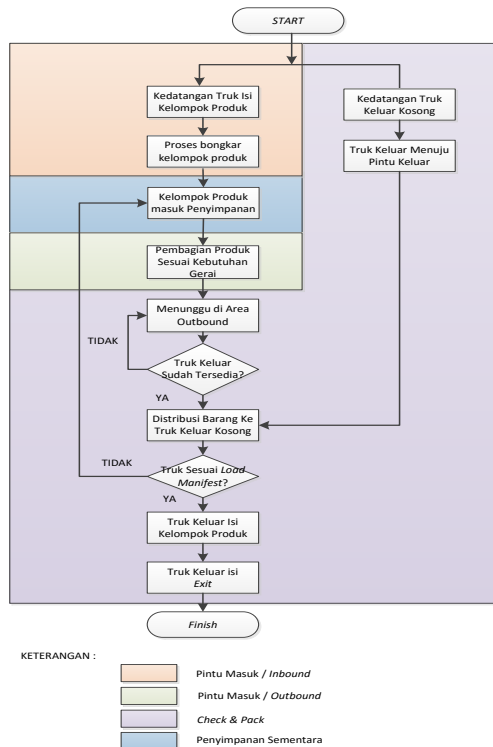 START
Kedatangan Truk Isi
Kelompok Produk
Kedatangan Truk
Keluar Kosong
Proses bongkar
kelompok produk
Truk Keluar Menuju
Pintu Keluar
Kelompok Produk
masuk Penyimpanan
Pembagian Produk
Sesuai Kebutuhan
Gerai
Menunggu di Area
Outbound
TIDAK
Truk Keluar
Sudah Tersedia?
YA
Distribusi Barang Ke
Truk Keluar Kosong
TIDAK
Truk Sesuai Load
Manifest?
YA
Truk Keluar Isi
Kelompok Produk
Truk Keluar isi
Exit
Finish
KETERANGAN :
Pintu Masuk / Inbound
Pintu Masuk / Outbound
Check & Pack
Penyimpanan Sementara